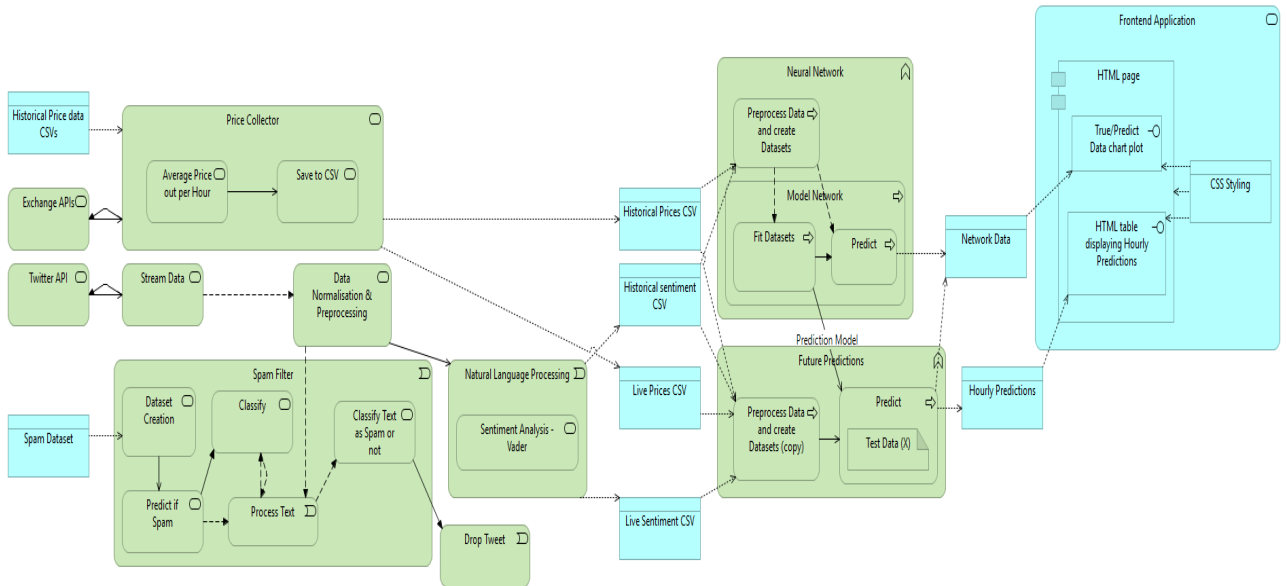 Frontend Application
Neural Network
HTML page
Historical Price data
CSVs
Price Collector
Preprocess Data
and create
Datasets
True/Predict
Data chart plot
Average Price
out per Hour
Save to CSV
CSS Styling
Model Network
Exchange APIs
Historical Prices CSV
Fit Datasets
Predict
Network Data
HTML table
displaying Hourly
Predictions
Twitter API
Stream Data
Data
Normalisation &
Preprocessing
Historical sentiment
CSV
Prediction Model
Spam Filter
Natural Language Processing
Future Predictions
Live Prices CSV
Hourly Predictions
Dataset
Creation
Classify
Classify Text
as Spam or
not
Predict
Preprocess Data
and create
Datasets (copy)
Spam Dataset
Sentiment Analysis -
Vader
Test Data (X)
Predict if
Spam
Process Text
Live Sentiment CSV
Drop Tweet